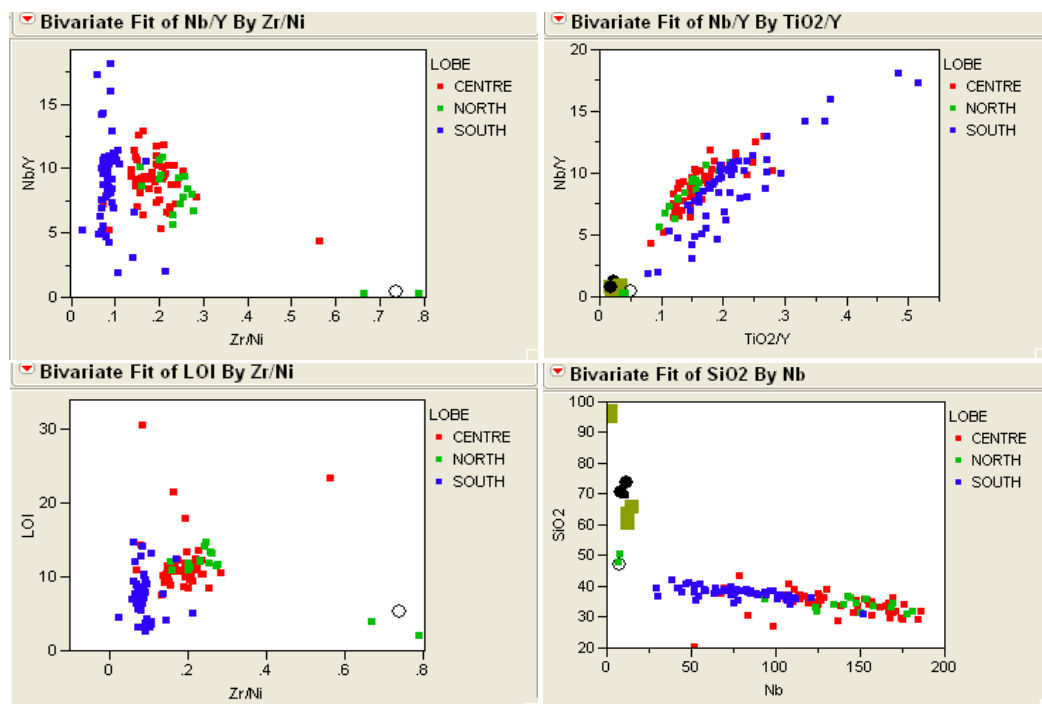 Bivariate Fit of Nb/Y By Zr/Ni
Nb/Y
15
10
5
0
0 .1 .2 .3 .4 .5 .6 .7 .8
Zr/Ni
LOBE
CENTRE
NORTH
SOUTH
Bivariate Fit of Nb/Y By TiO2/Y
Nb/Y
20
15
10
5
0
0 .1 .2 .3 .4 .5
TiO2/Y
LOBE
CENTRE
NORTH
SOUTH
Bivariate Fit of LOI By Zr/Ni
LOI
30
20
10
0
0 .2 .4 .6 .8
Zr/Ni
LOBE
CENTRE
NORTH
SOUTH
Bivariate Fit of SiO2 By Nb
SiO2
100
90
80
70
60
50
40
30
20
0 50 100 150 200
Nb
LOBE
CENTRE
NORTH
SOUTH